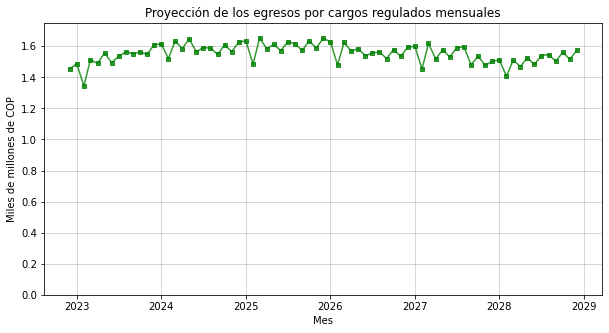 Proyección de los egresos por cargos regulados mensuales
Miles de millones de COP
1.6
1.4
1.2
1.0
0.8
0.6
0.4
0.2
0.0
2023 2024 2025 2026 2027 2028 2029
Mes